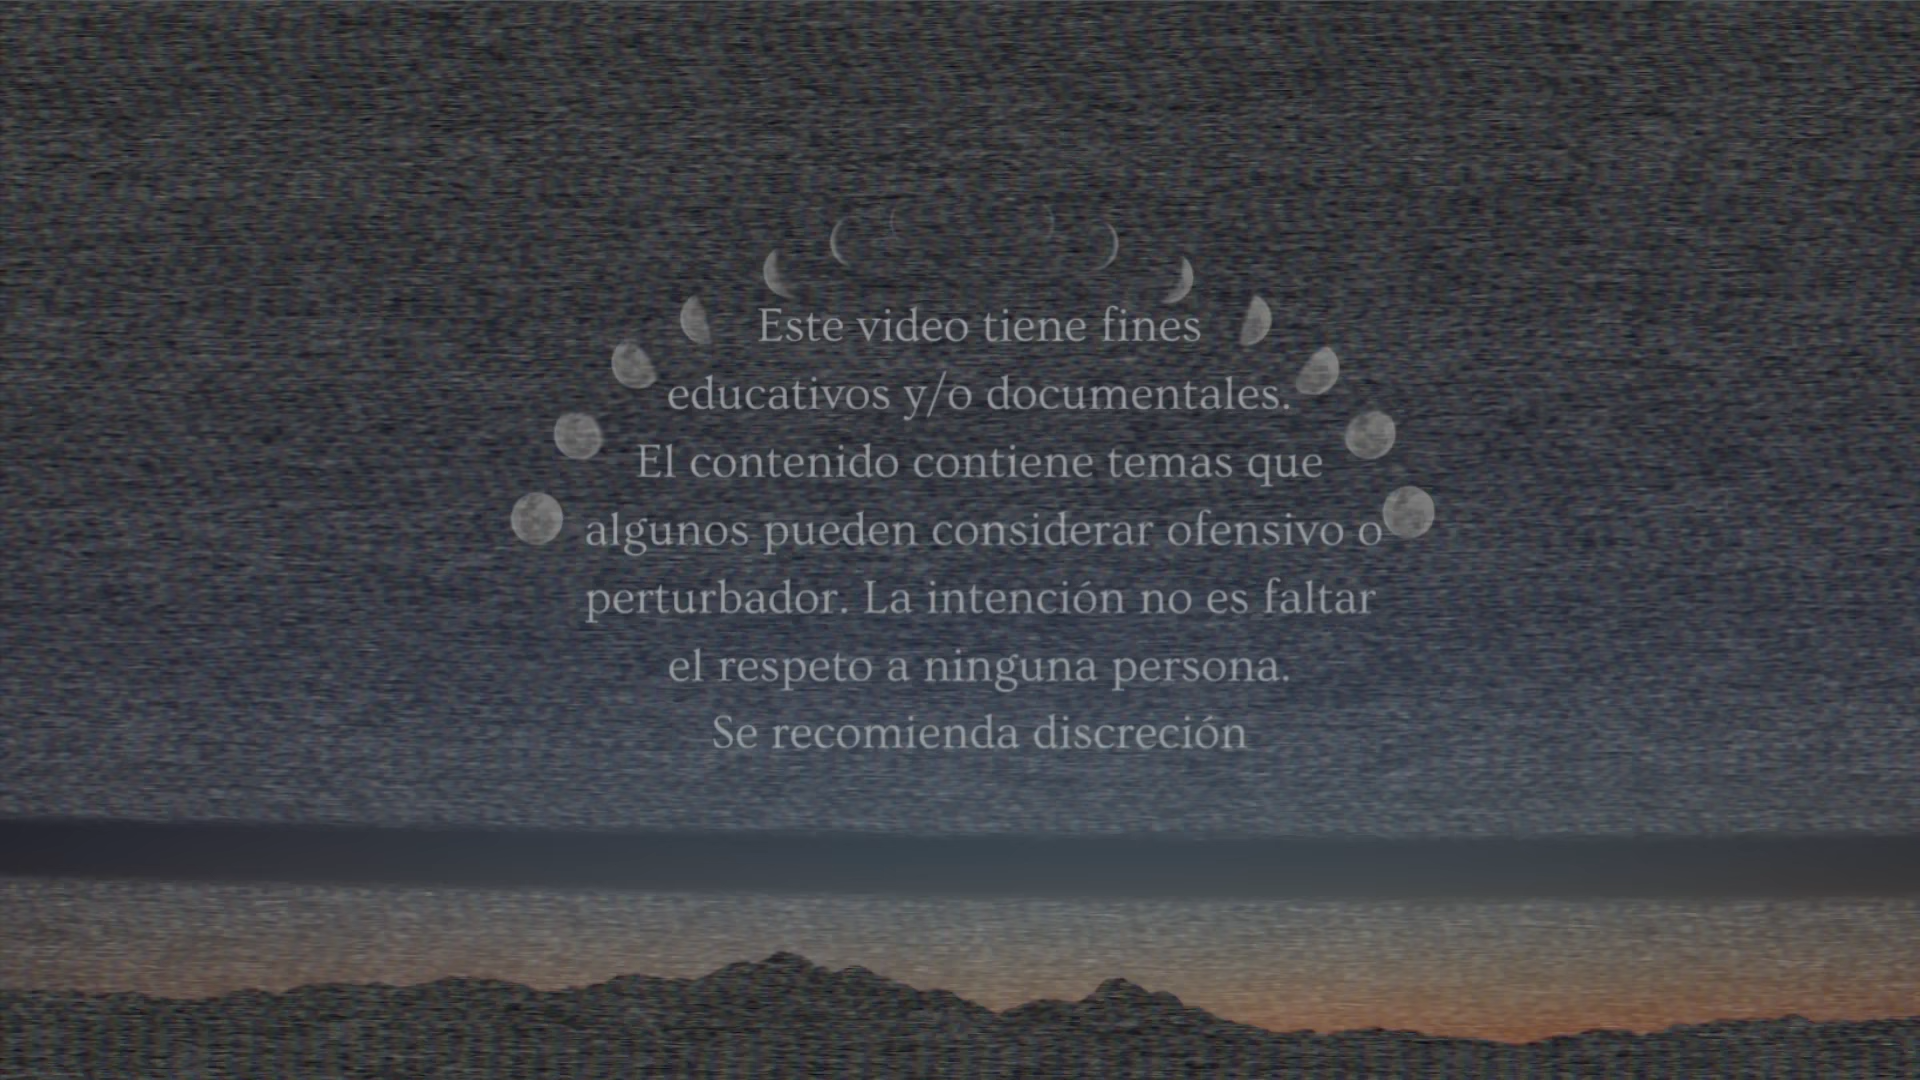 Este video tiene fines
educativos y/o documentales.
El contenido contiene temas que
algunos pueden considerar ofensivo o
perturbador. La intención no es faltar
el respeto a ninguna persona.
Se recomienda discreción